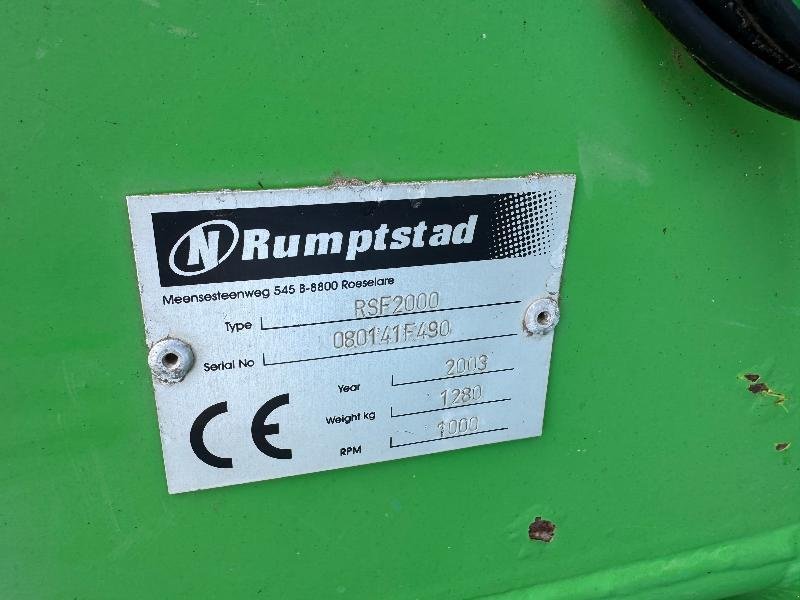 N Rumptstad
Meensesteenweg 545 B-8800 Roeselare
Type RSF2000
Serial No 080141F490
Year 2003
Weight kg 1280
RPM 1000
CE